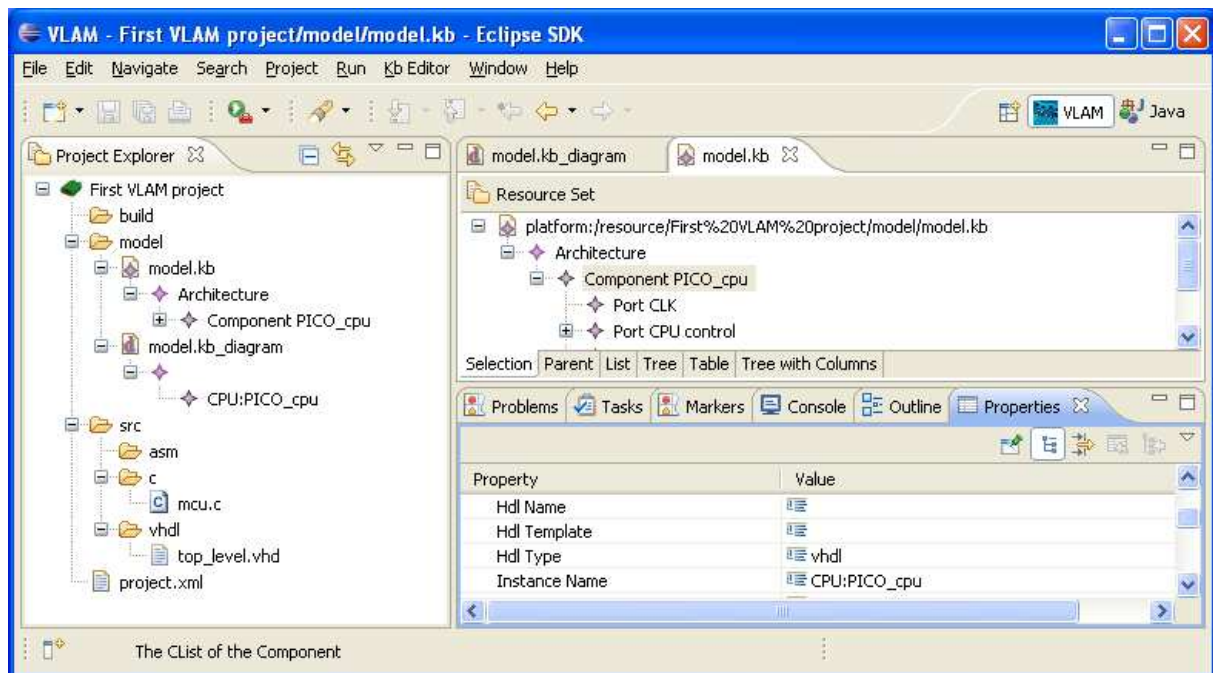 VLAM - First VLAM project/model/model.kb - Eclipse SDK
File Edit Navigate Search Project Run Kb Editor Window Help
VLAM Java
Project Explorer
First VLAM project
build
model
model.kb
Architecture
Component PICO_cpu
model.kb_diagram
CPU:PICO_cpu
src
asm
c
mcu.c
vhdl
top_level.vhd
project.xml
model.kb_diagram model.kb
Resource Set
platform:/resource/First%20VLAM%20project/model/model.kb
Architecture
Component PICO_cpu
Port CLK
Port CPU control
Selection Parent List Tree Table Tree with Columns
Problems Tasks Markers Console Outline Properties
Property Value
Hdl Name
Hdl Template
Hdl Type vhdl
Instance Name CPU:PICO_cpu
The CList of the Component